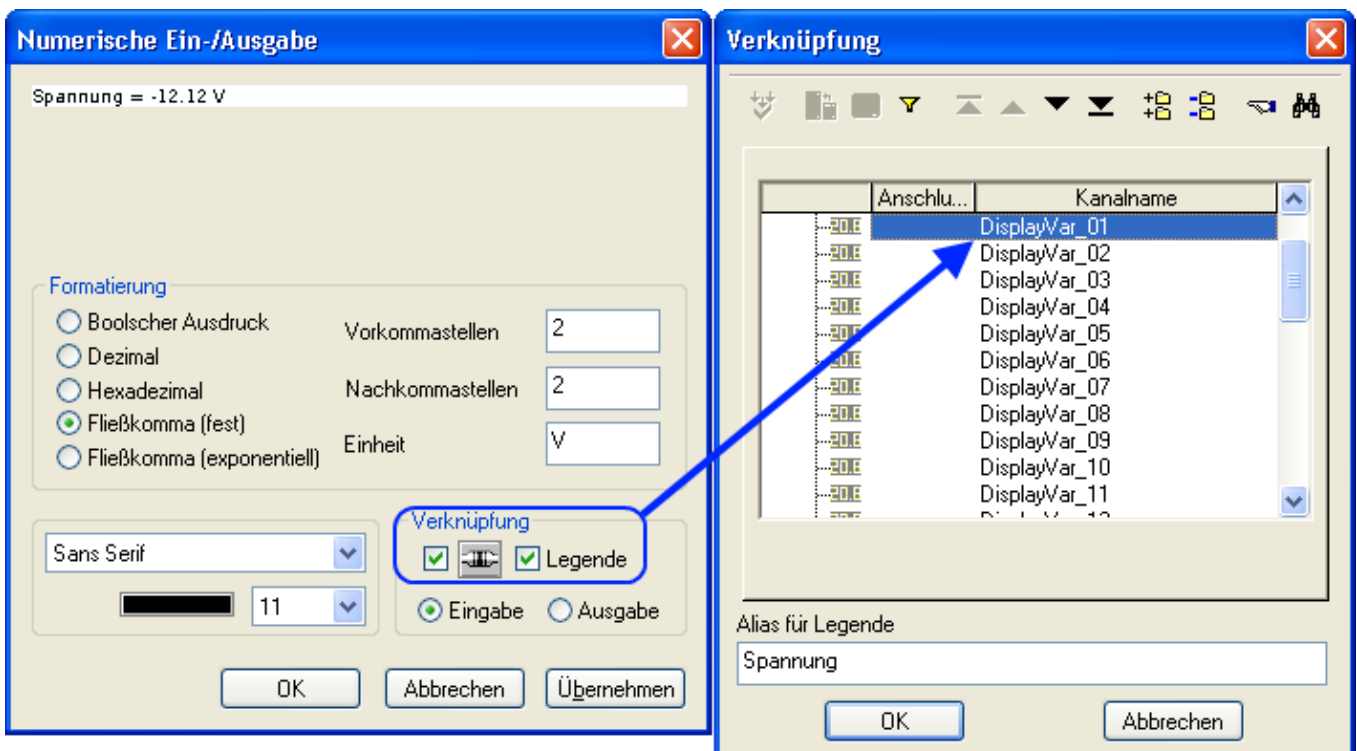 Numerische Ein-/Ausgabe
Spannung = -12.12 V
Formatierung
Boolscher Ausdruck
Dezimal
Hexadezimal
Fließkomma (fest)
Fließkomma (exponentiell)
Vorkommastellen
2
Nachkommastellen
2
Einheit
V
Sans Serif
11
Verknüpfung
Legende
Eingabe
Ausgabe
OK
Abbrechen
Übernehmen
Verknüpfung
Anschlu...
Kanalname
DisplayVar_01
DisplayVar_02
DisplayVar_03
DisplayVar_04
DisplayVar_05
DisplayVar_06
DisplayVar_07
DisplayVar_08
DisplayVar_09
DisplayVar_10
DisplayVar_11
Alias für Legende
Spannung
OK
Abbrechen